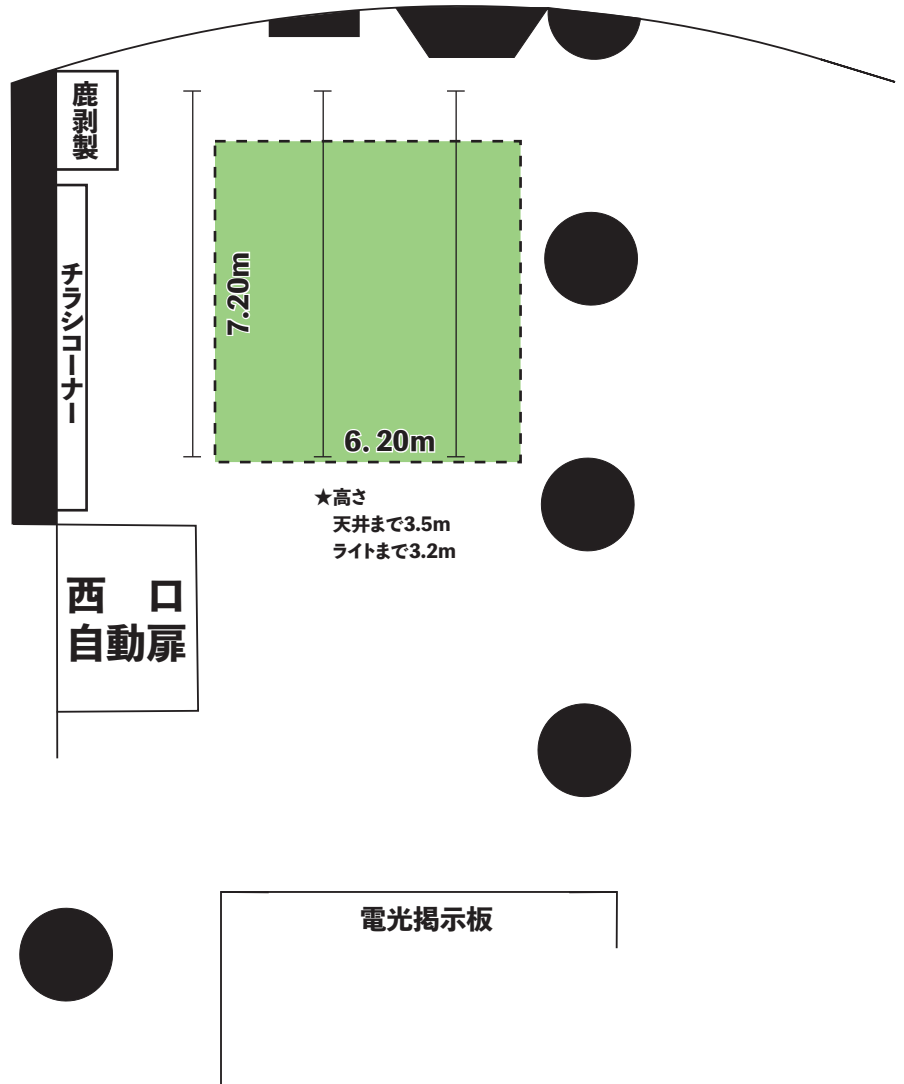 鹿剥製
チラシコーナー
7.20m
6.20m
★高さ
天井まで3.5m
ライトまで3.2m
西　口
自動扉
電光掲示板